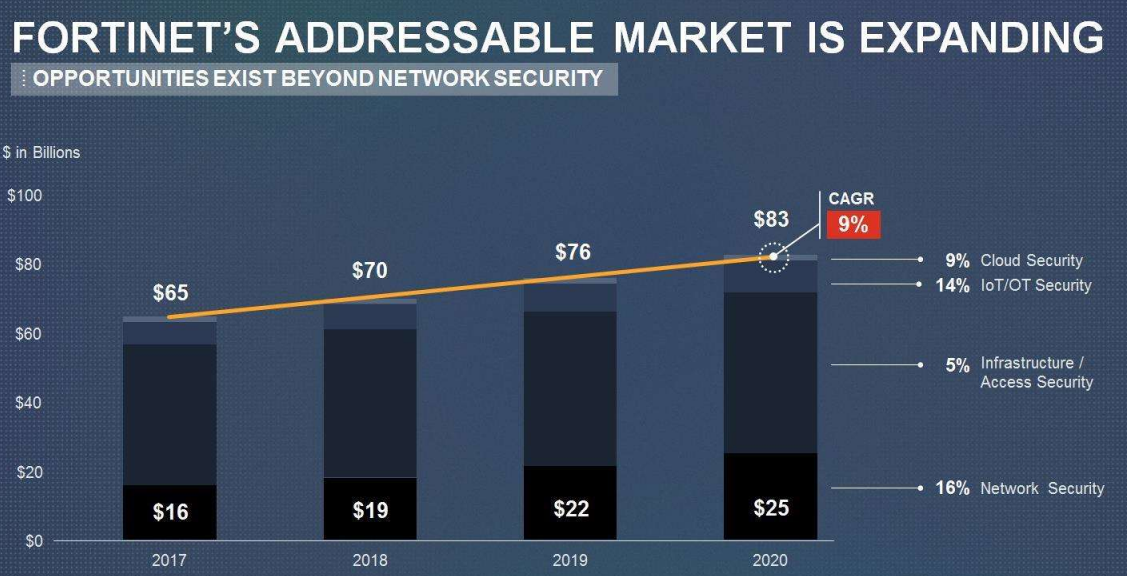 FORTINET'S ADDRESSABLE MARKET IS EXPANDING
OPPORTUNITIES EXIST BEYOND NETWORK SECURITY
$ in Billions
$100
$80
$60
$40
$20
$0
$65
$70
$76
$83
CAGR
9%
9% Cloud Security
14% IoT/OT Security
5% Infrastructure /
Access Security
16% Network Security
$16
$19
$22
$25
2017
2018
2019
2020